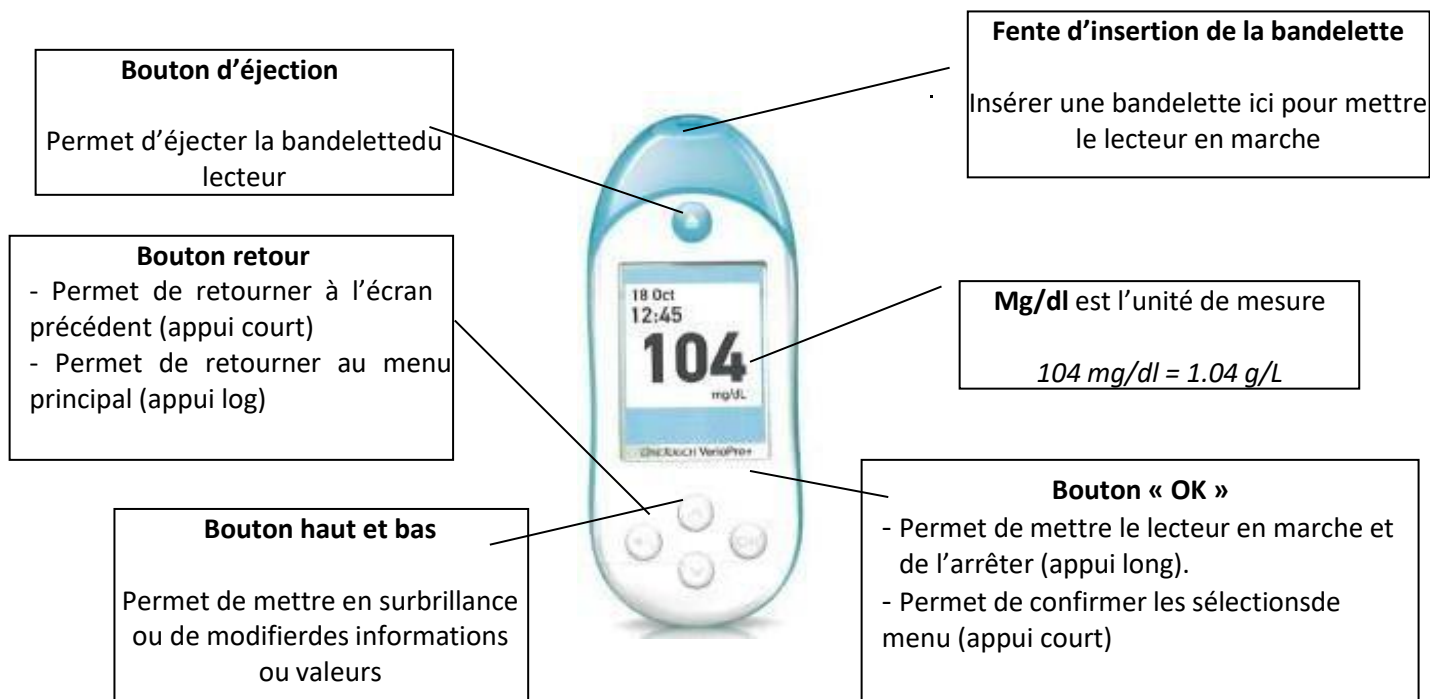 Bouton d’éjection
Permet d’éjecter la bandelettedu
lecteur
Fente d’insertion de la bandelette
Insérer une bandelette ici pour mettre
le lecteur en marche
Bouton retour
- Permet de retourner à l’écran
précédent (appui court)
- Permet de retourner au menu
principal (appui log)
18 Oct
12:45
104
mg/dL
ONETOUCH VerioPro+
Mg/dl est l’unité de mesure
104 mg/dl = 1.04 g/L
Bouton haut et bas
Permet de mettre en surbrillance
ou de modifierdes informations
ou valeurs
OK
Bouton « OK »
- Permet de mettre le lecteur en marche et
de l’arrêter (appui long).
- Permet de confirmer les sélectionsde
menu (appui court)